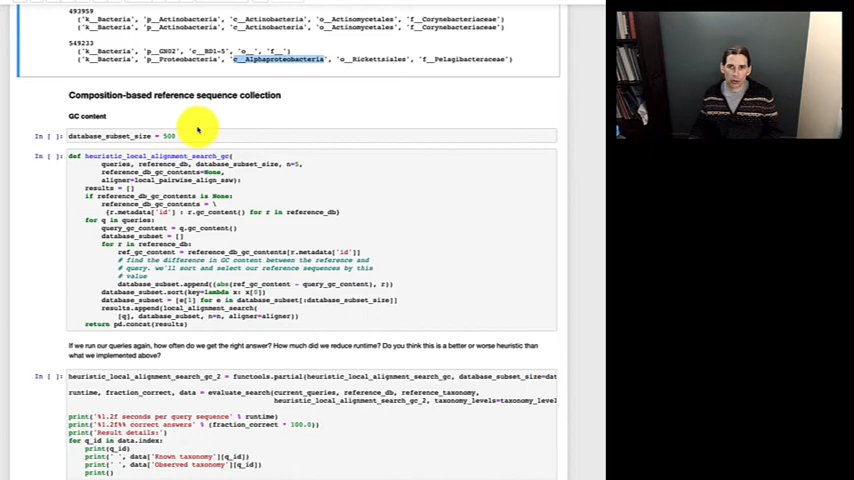 493959
('k__Bacteria', 'p__Actinobacteria', 'c__Actinobacteria', 'o__Actinomycetales', 'f__Corynebacteriaceae')
('k__Bacteria', 'p__Actinobacteria', 'c__Actinobacteria', 'o__Actinomycetales', 'f__Corynebacteriaceae')
549233
('k__Bacteria', 'p__GN02', 'c__BD1-5', 'o__', 'f__')
('k__Bacteria', 'p__Proteobacteria', 'c__Alphaproteobacteria', 'o__Rickettsiales', 'f__Pelagibacteraceae')
Composition-based reference sequence collection
GC content
In [ ]: database_subset_size = 500
In [ ]: def heuristic_local_alignment_search_gc(
queries, reference_db, database_subset_size, n=5,
reference_db_gc_contents=None,
aligner=local_pairwise_align_ssw):
results = []
if reference_db_gc_contents is None:
reference_db_gc_contents = \
{r.metadata['id'] : r.gc_content() for r in reference_db}
for q in queries:
query_gc_content = q.gc_content()
database_subset = []
for r in reference_db:
ref_gc_content = reference_db_gc_contents[r.metadata['id']]
# find the difference in GC content between the reference and
# query. we'll sort and select our reference sequences by this
# value
database_subset.append((abs(ref_gc_content - query_gc_content), r))
database_subset.sort(key=lambda x: x[0])
database_subset = [e[1] for e in database_subset[:database_subset_size]]
results.append(local_alignment_search(
[q], database_subset, n=n, aligner=aligner))
return pd.concat(results)
If we run our queries again, how often do we get the right answer? How much did we reduce runtime? Do you think this is a better or worse heuristic than
what we implemented above?
In [ ]: heuristic_local_alignment_search_gc_2 = functools.partial(heuristic_local_alignment_search_gc, database_subset_size=dat
runtime, fraction_correct, data = evaluate_search(current_queries, reference_db, reference_taxonomy,
heuristic_local_alignment_search_gc_2, taxonomy_levels=taxonomy_level
print('%1.2f seconds per query sequence' % runtime)
print('%1.2f%% correct answers' % (fraction_correct * 100.0))
print('Result details:')
for q_id in data.index:
print(q_id)
print(' ', data['Known taxonomy'][q_id])
print(' ', data['Observed taxonomy'][q_id])
print()